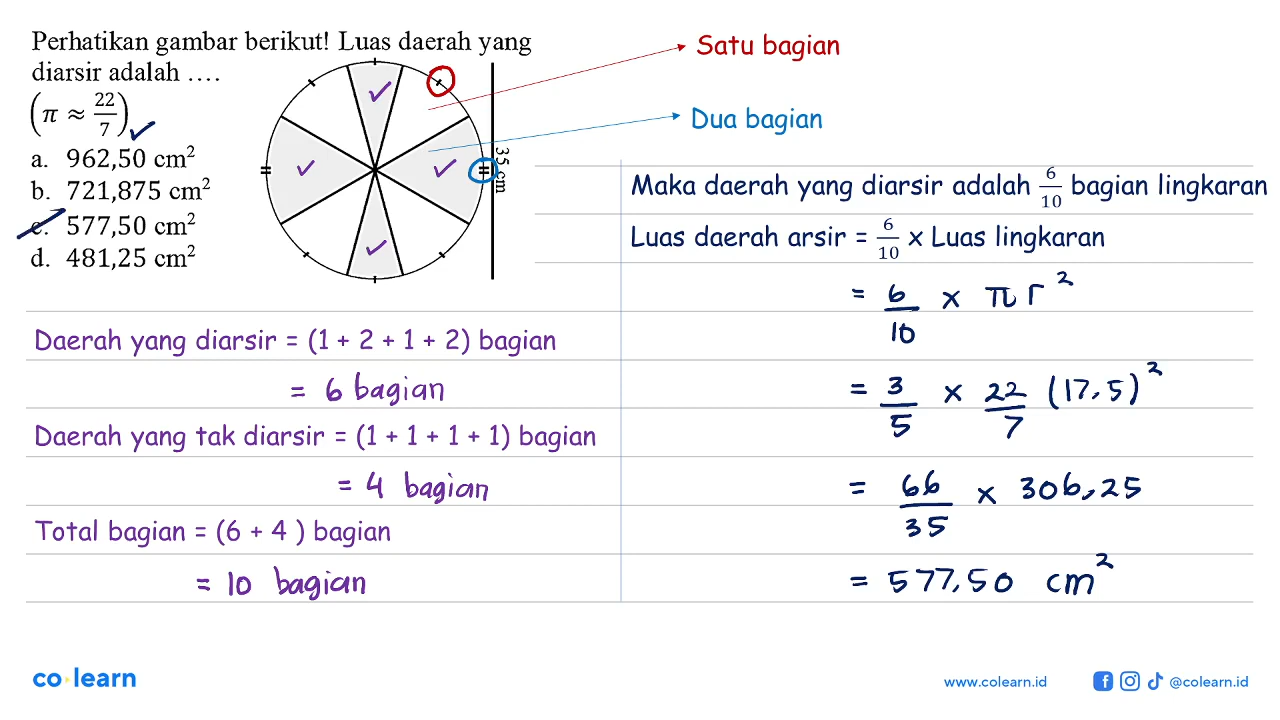 Perhatikan gambar berikut! Luas daerah yang
diarsir adalah ….
(π ≈ 22/7)
a. 962,50 cm²
b. 721,875 cm²
c. 577,50 cm²
d. 481,25 cm²
35 cm
Satu bagian
Dua bagian
Daerah yang diarsir = (1 + 2 + 1 + 2) bagian
= 6 bagian
Daerah yang tak diarsir = (1 + 1 + 1 + 1) bagian
= 4 bagian
Total bagian = (6 + 4 ) bagian
= 10 bagian
Maka daerah yang diarsir adalah 6/10 bagian lingkaran
Luas daerah arsir = 6/10 x Luas lingkaran
= 6/10 x π r²
= 3/5 x 22/7 (17,5)²
= 66/35 x 306,25
= 577,50 cm²
co learn
www.colearn.id
@colearn.id